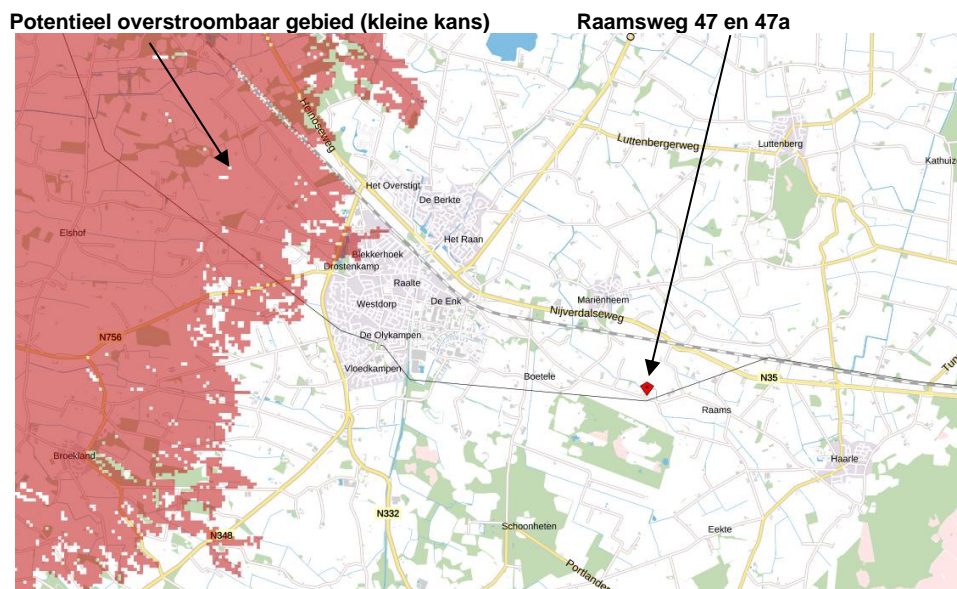 Potentieel overstroombaar gebied (kleine kans)
Raamsweg 47 en 47a
Heinoseweg
Luttenbergerweg
Luttenberg
Kathuize
Het Overstigt
De Berkte
Elshof
Het Raan
Blekkerhoek
Drostenkamp
Raalte
Mariënheem
Westdorp
De Enk
Nijverdalseweg
N756
De Olykampen
Vloedkampen
Boetele
N35
Raams
Broekland
Haarle
N332
Schoonheten
Eekte
N348
Portlander